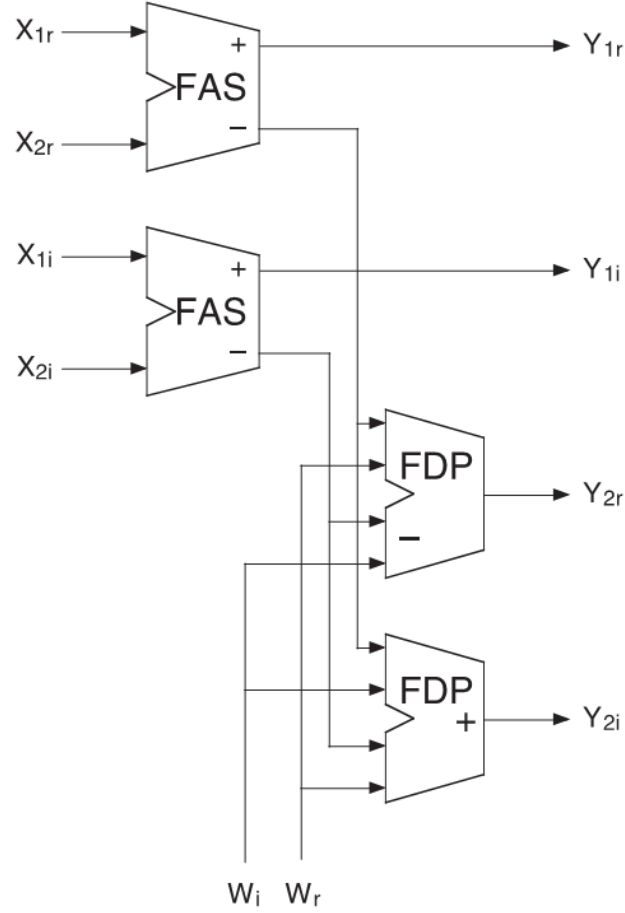 X1r + Y1r
FAS
X2r −
X1i + Y1i
FAS
X2i −
FDP
Y2r
−
FDP
+ Y2i
Wi Wr